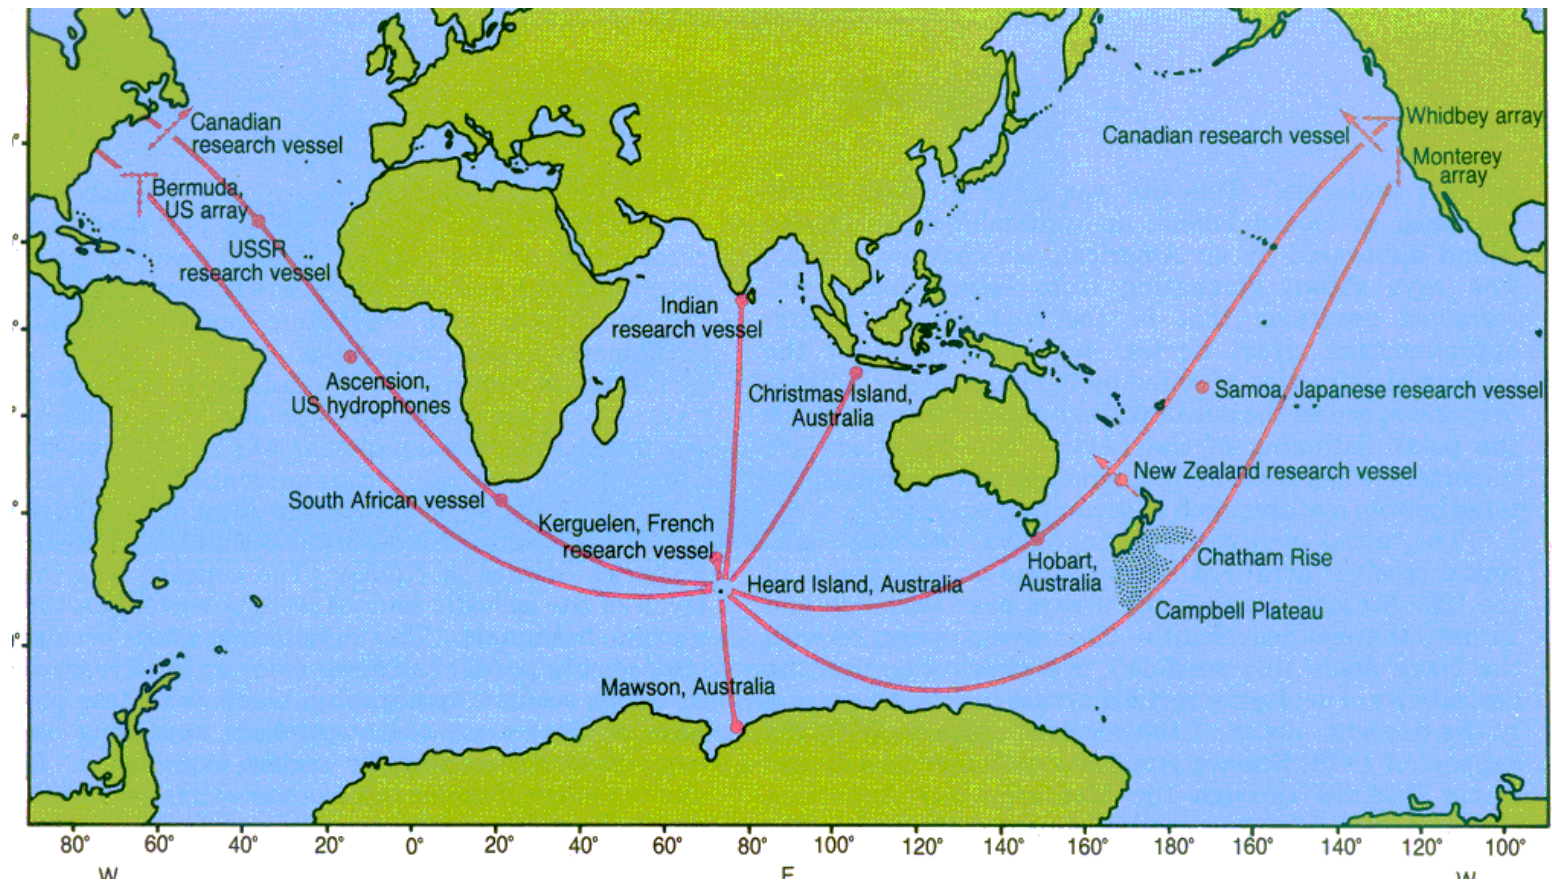 Canadian
research vessel
Bermuda,
US array
USSR
research vessel
Ascension,
US hydrophones
South African vessel
Indian
research vessel
Christmas Island,
Australia
Kerguelen, French
research vessel
Heard Island, Australia
Mawson, Australia
Hobart,
Australia
Canadian research vessel
Whidbey array
Monterey
array
Samoa, Japanese research vessel
New Zealand research vessel
Chatham Rise
Campbell Plateau
80° 60° 40° 20° 0° 20° 40° 60° 80° 100° 120° 140° 160° 180° 160° 140° 120° 100°
W E W